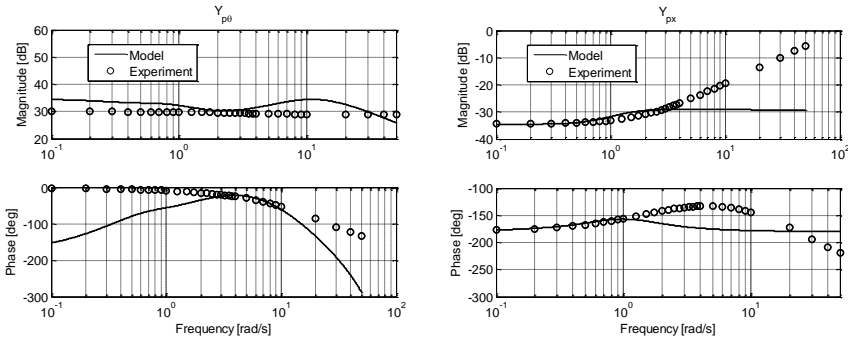 Y_pθ
Magnitude [dB]
60
50
40
30
20
Model
Experiment
10^-1
10^0
10^1
10^2
Y_px
Magnitude [dB]
0
-10
-20
-30
-40
Model
Experiment
10^-1
10^0
10^1
10^2
Phase [deg]
0
-100
-200
-300
10^-1
10^0
10^1
10^2
Frequency [rad/s]
Phase [deg]
-100
-150
-200
-250
-300
10^-1
10^0
10^1
Frequency [rad/s]